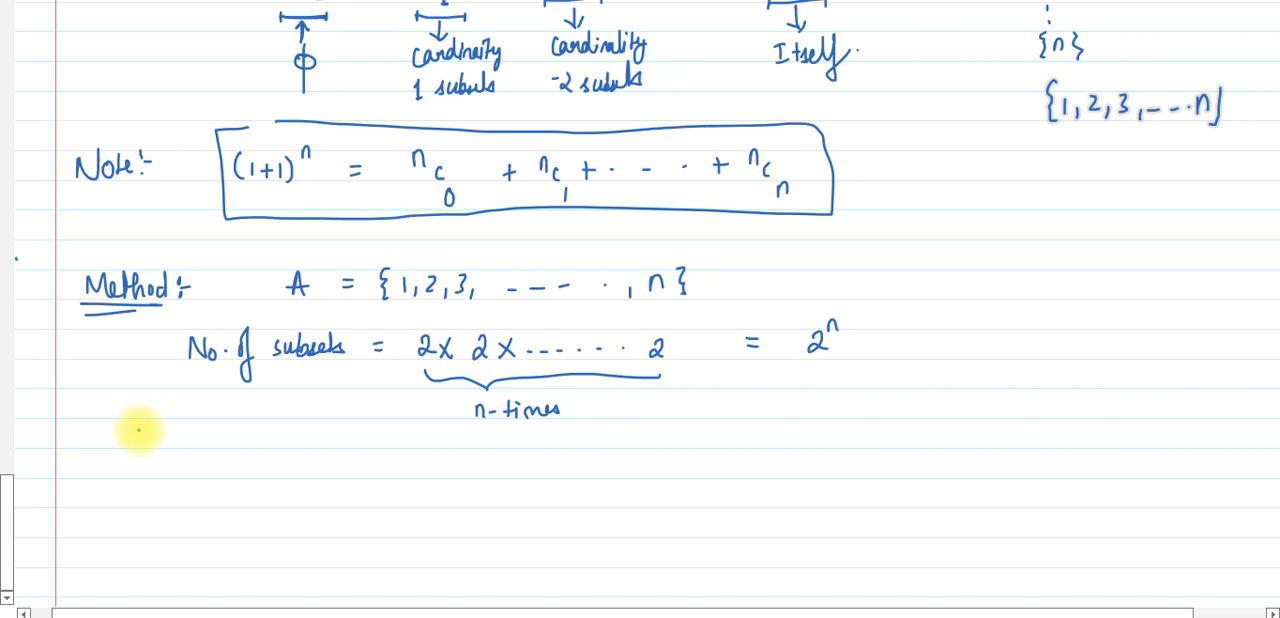 ϕ Cardinaity Cardinality Itself. {n}
1 subsets -2 subsets
{1, 2, 3, -- . . n}
Note :- (1+1)^n = nC0 + nC1 + . - - . + nCn
Method :- A = {1, 2, 3, - - - - . , n}
No. of subsets = 2 x 2 x - - - . . . . 2 = 2^n
n-times